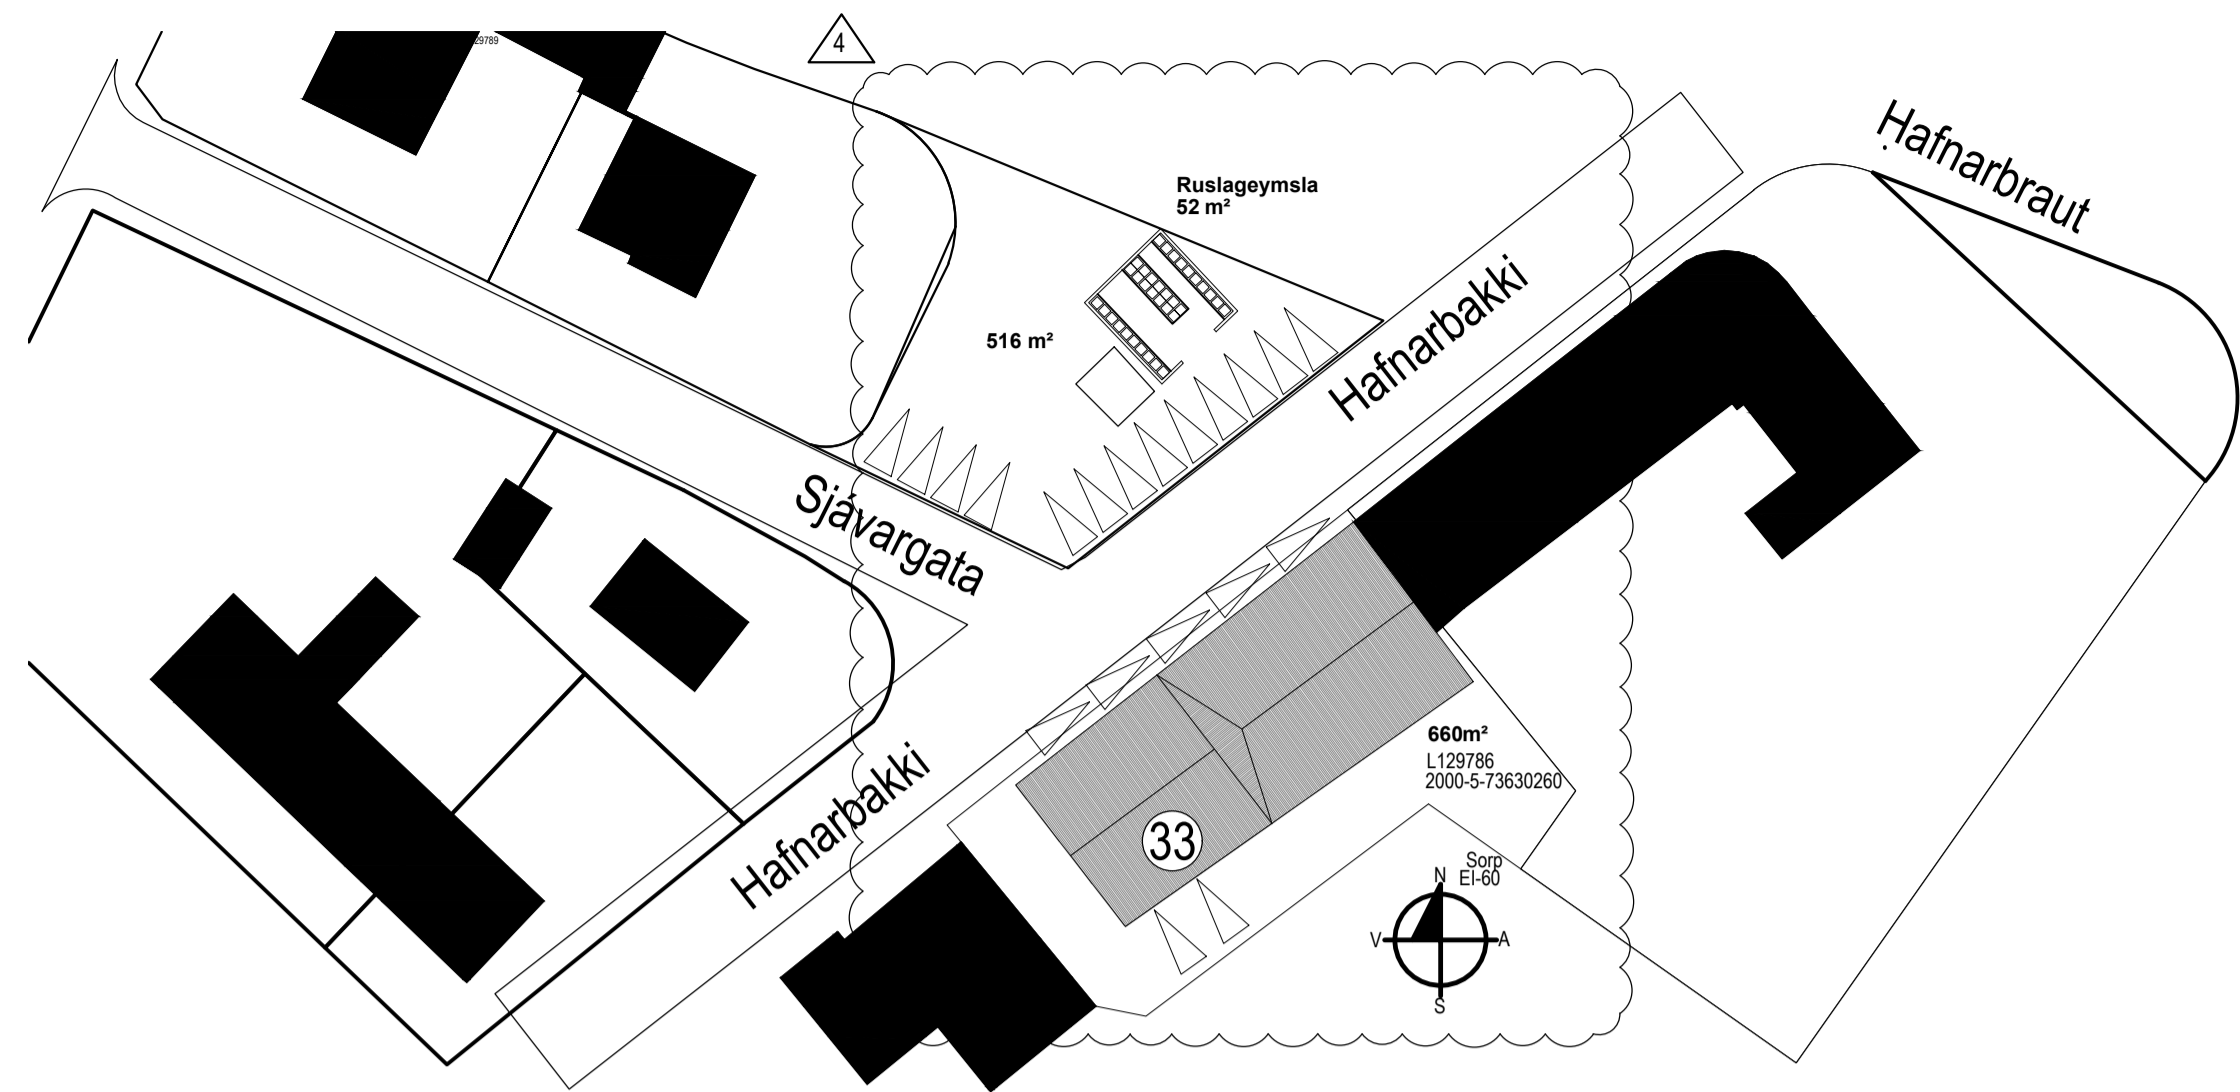 29789
4
Hafnarbraut
Ruslageymsla
52 m²
516 m²
Hafnarbakki
Sjávargata
660m²
L129786
2000-5-73630260
Hafnarbakki
33
Sorp
EI-60
N
V
A
S